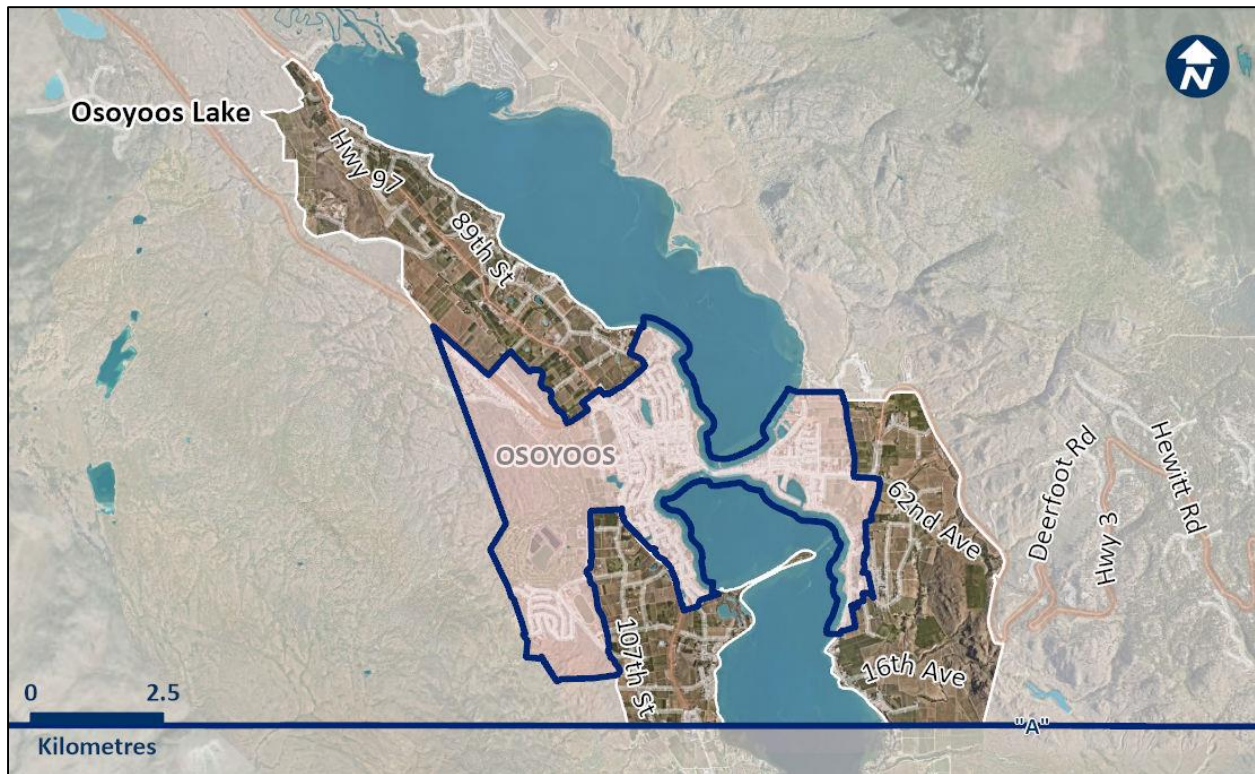 N
Osoyoos Lake
Hwy 97
89th St
OSOYOOS
62nd Ave
Deerfoot Rd
Hwy 3
Hewitt Rd
107th St
16th Ave
0 2.5
Kilometres
"A"